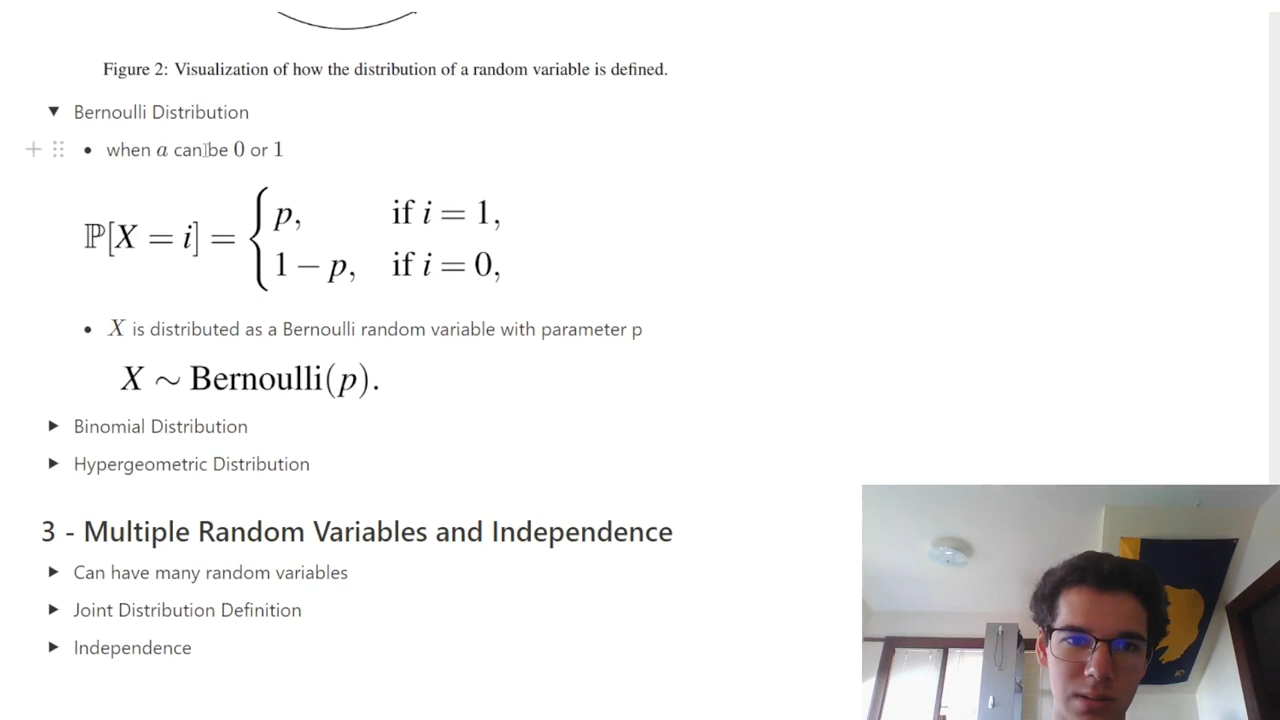 Figure 2: Visualization of how the distribution of a random variable is defined.
Bernoulli Distribution
when a can be 0 or 1
ℙ[X = i] = { p, if i = 1,
1 − p, if i = 0,
X is distributed as a Bernoulli random variable with parameter p
X ∼ Bernoulli(p).
Binomial Distribution
Hypergeometric Distribution
3 - Multiple Random Variables and Independence
Can have many random variables
Joint Distribution Definition
Independence